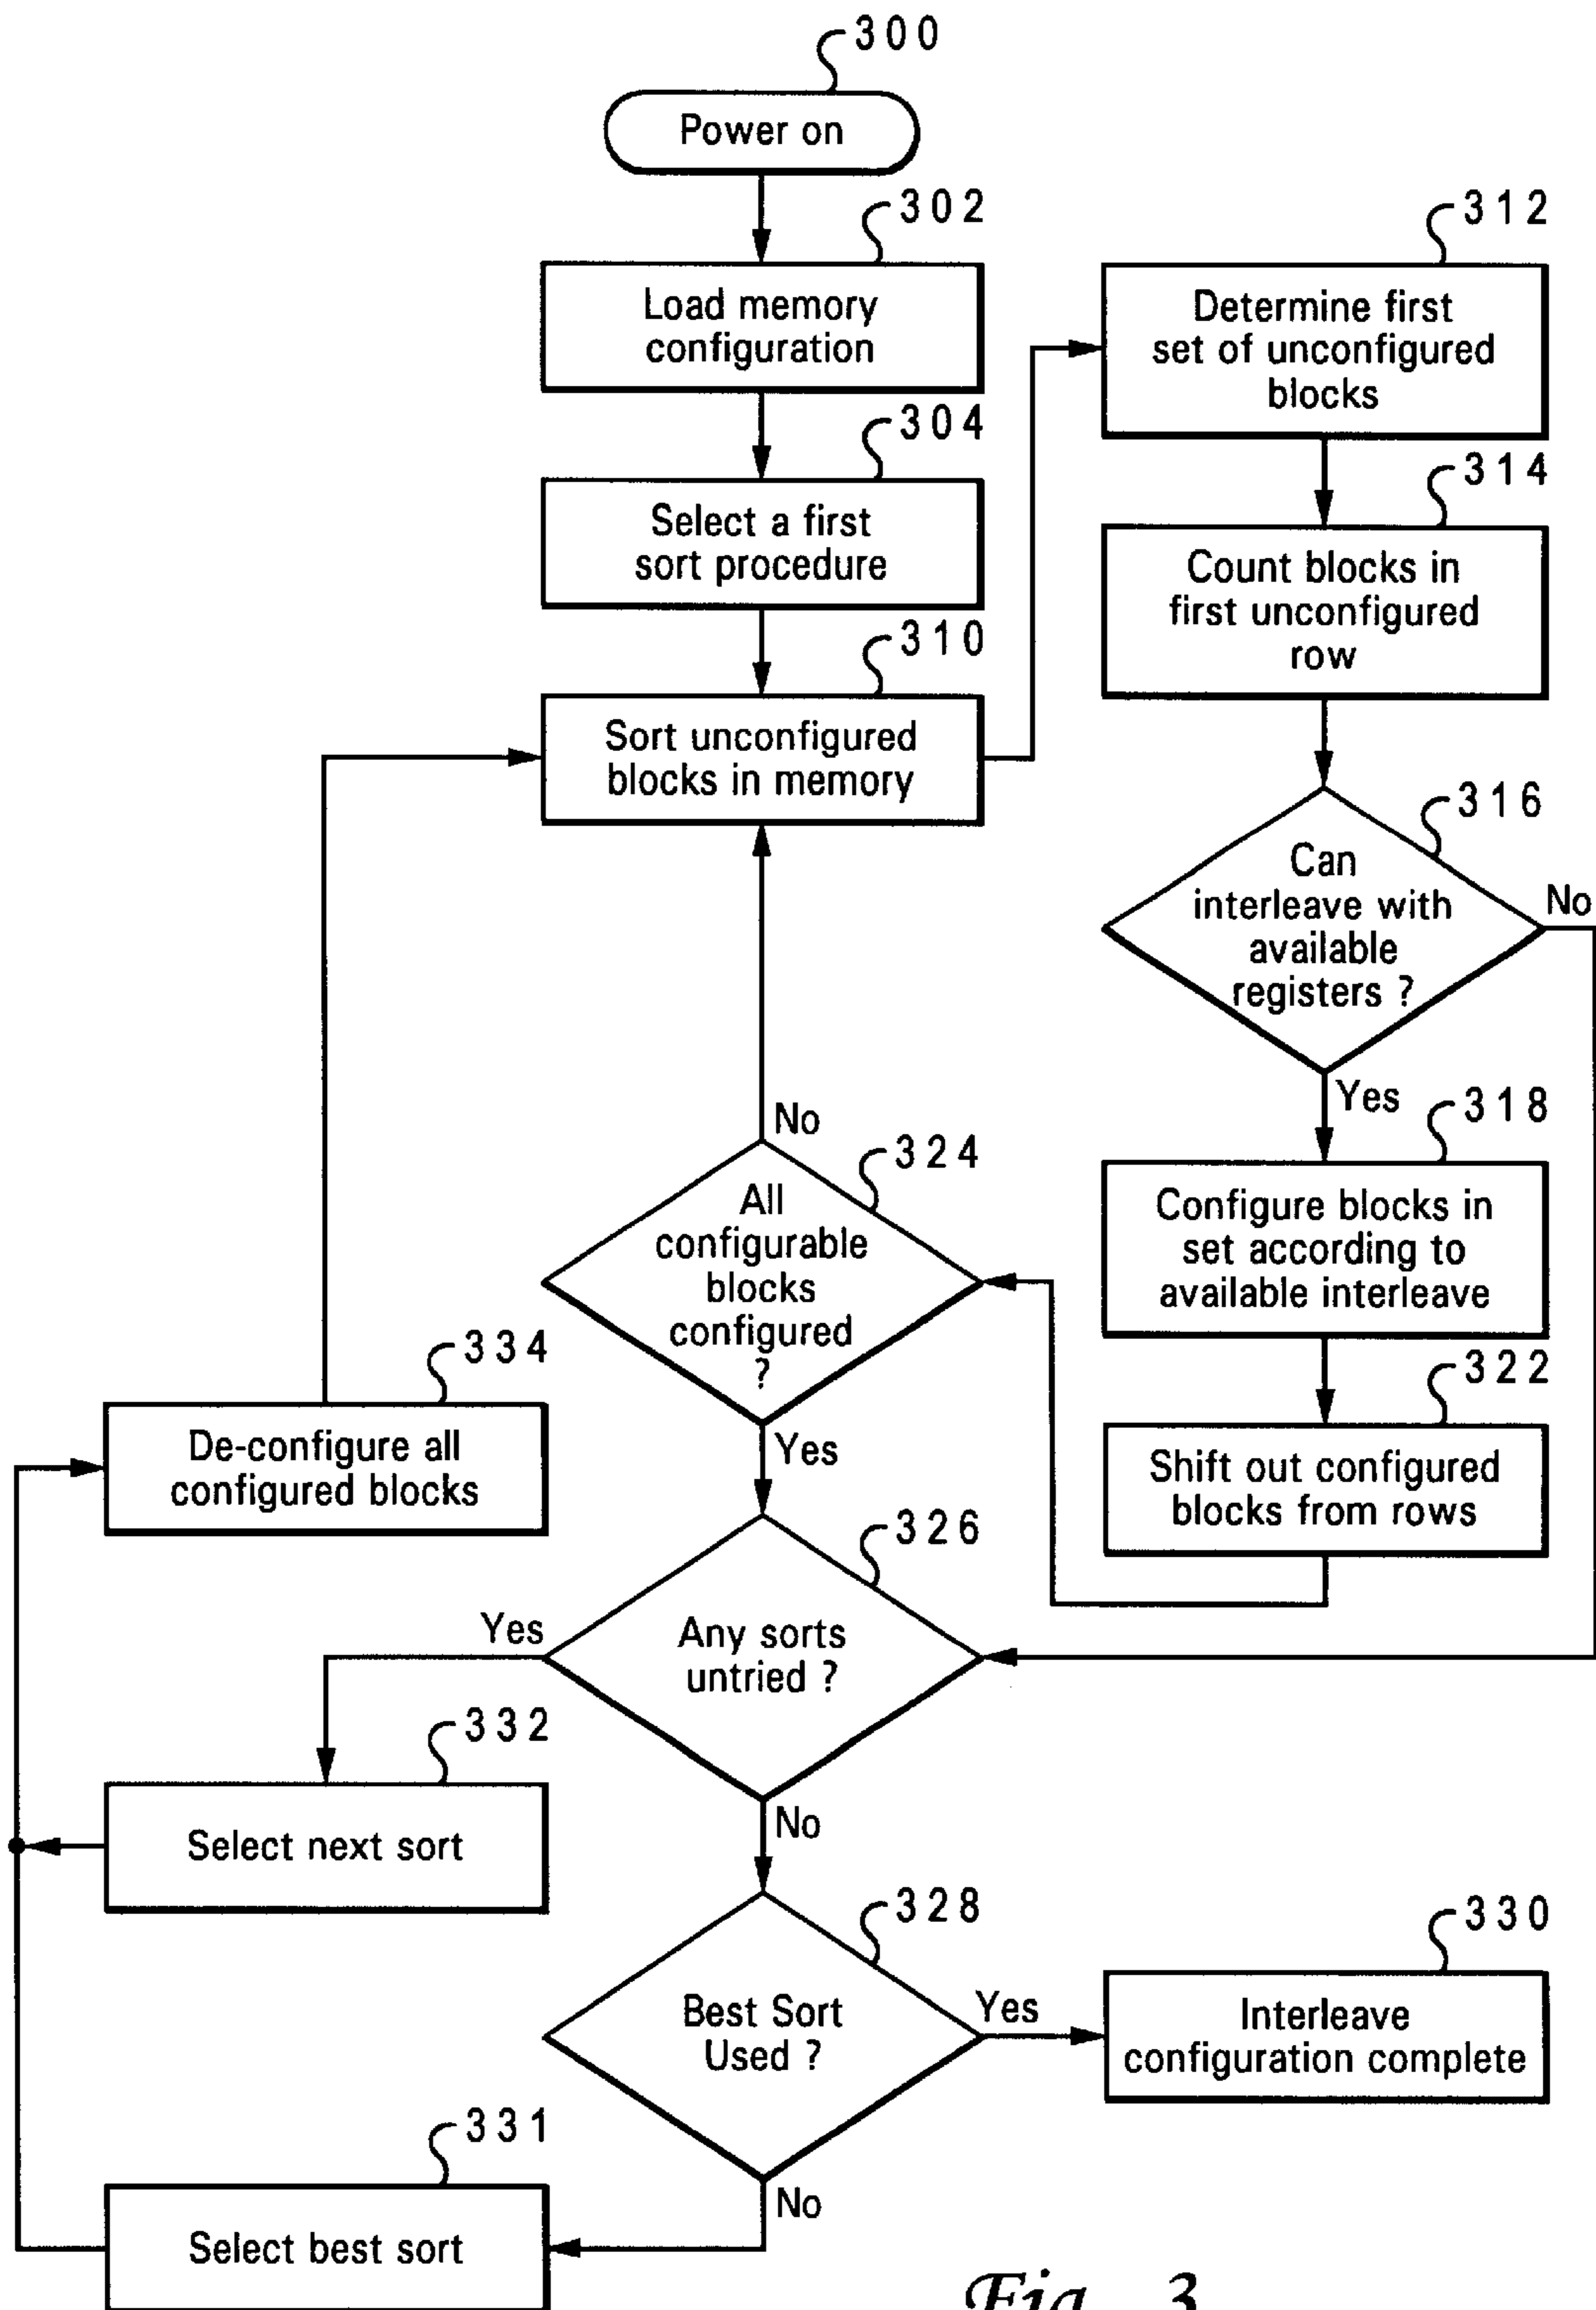 300
Power on
302
Load memory
configuration
304
Select a first
sort procedure
310
Sort unconfigured
blocks in memory
312
Determine first
set of unconfigured
blocks
314
Count blocks in
first unconfigured
row
316
Can
interleave with
available
registers ?
No
Yes
318
Configure blocks in
set according to
available interleave
322
Shift out configured
blocks from rows
No
324
All
configurable
blocks
configured
?
Yes
334
De-configure all
configured blocks
326
Any sorts
untried ?
Yes
332
Select next sort
No
328
Best Sort
Used ?
Yes
330
Interleave
configuration complete
No
331
Select best sort
Fig. 3